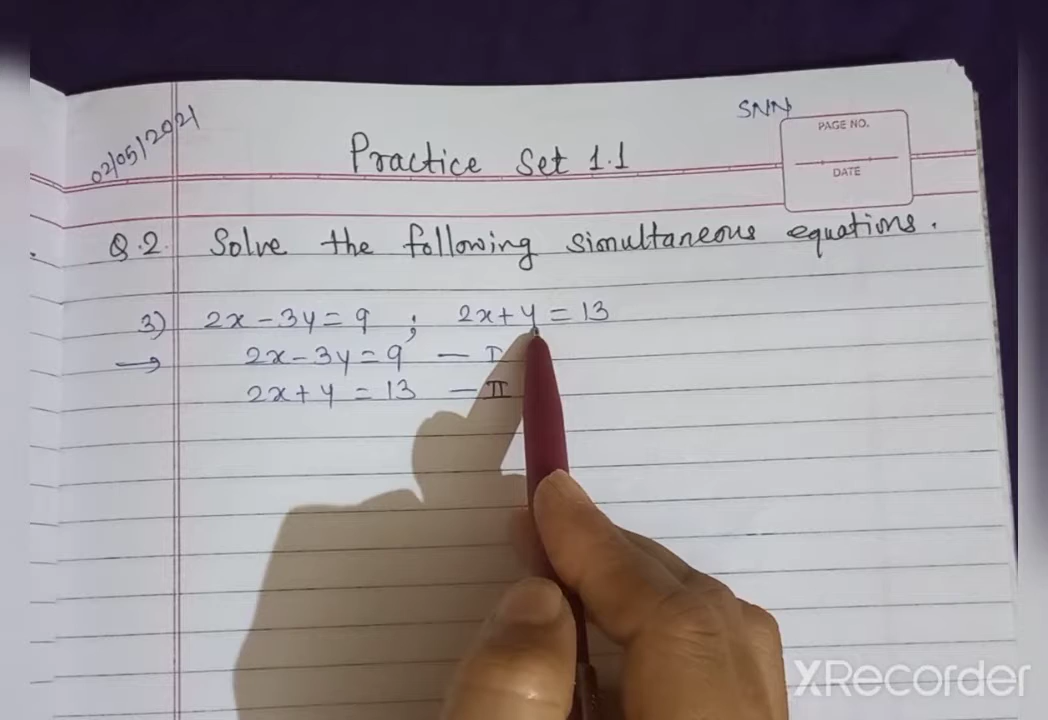 SNN
02/05/2021
PAGE NO.
Practice Set 1.1
DATE
Q.2. Solve the following simultaneous equations.
3) 2x - 3y = 9 ; 2x + y = 13
→ 2x - 3y = 9 — I
2x + y = 13 — II
XRecorder